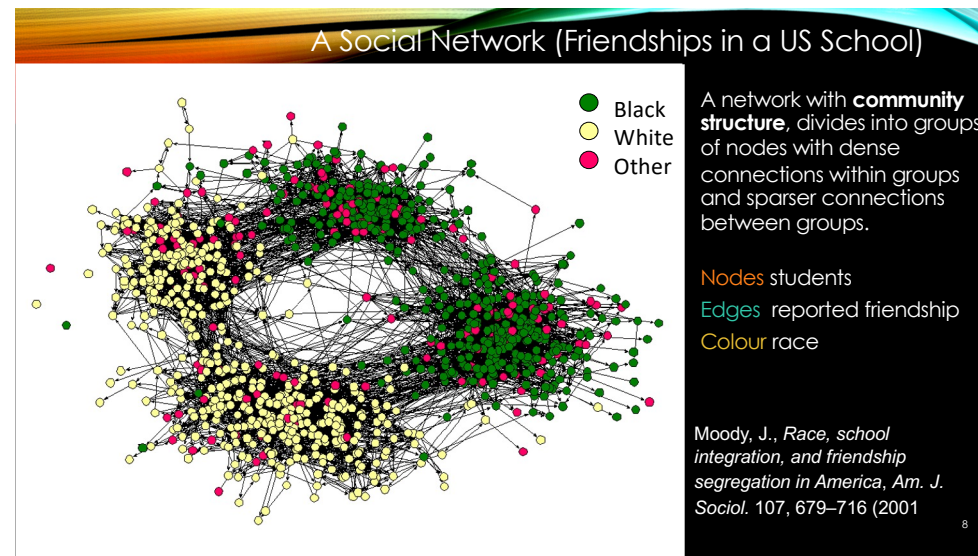 A Social Network (Friendships in a US School)
Black
White
Other
A network with community
structure, divides into groups
of nodes with dense
connections within groups
and sparser connections
between groups.
Nodes students
Edges reported friendship
Colour race
Moody, J., Race, school
integration, and friendship
segregation in America, Am. J.
Sociol. 107, 679–716 (2001
8